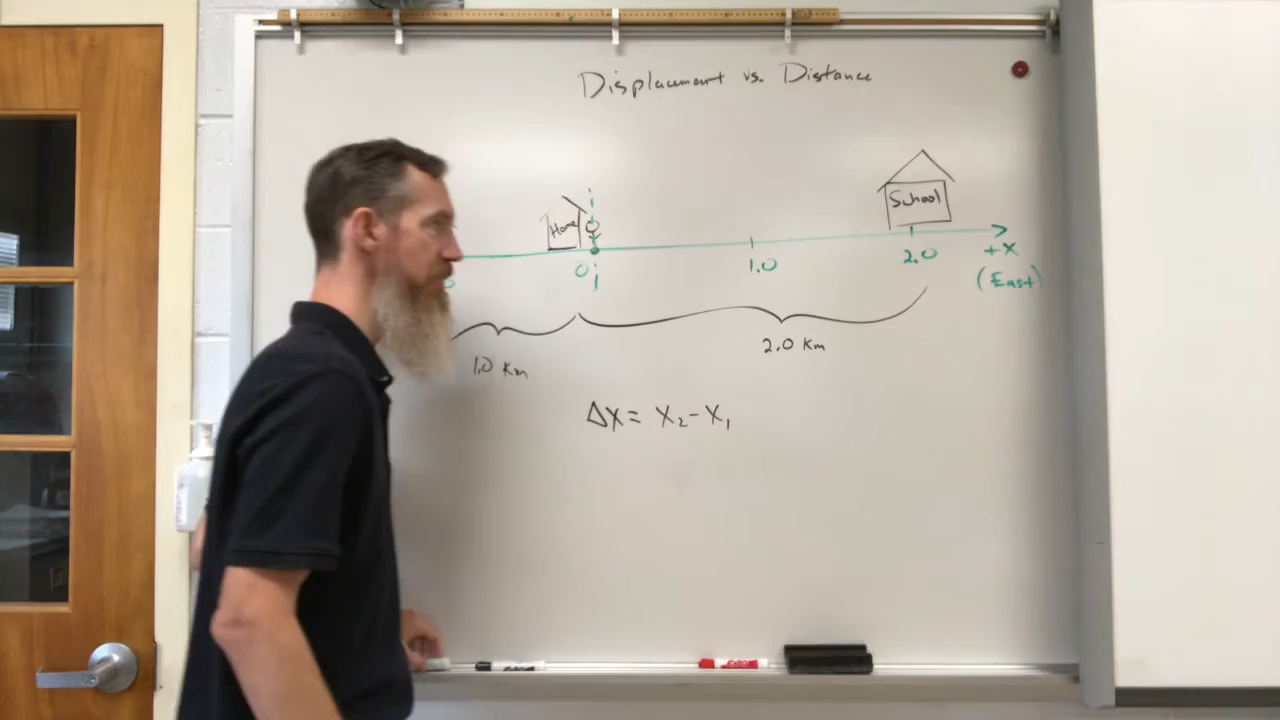 Displacement vs. Distance
Home
School
0
1.0
2.0
+X
(East)
1.0 Km
2.0 Km
ΔX = X₂ - X₁